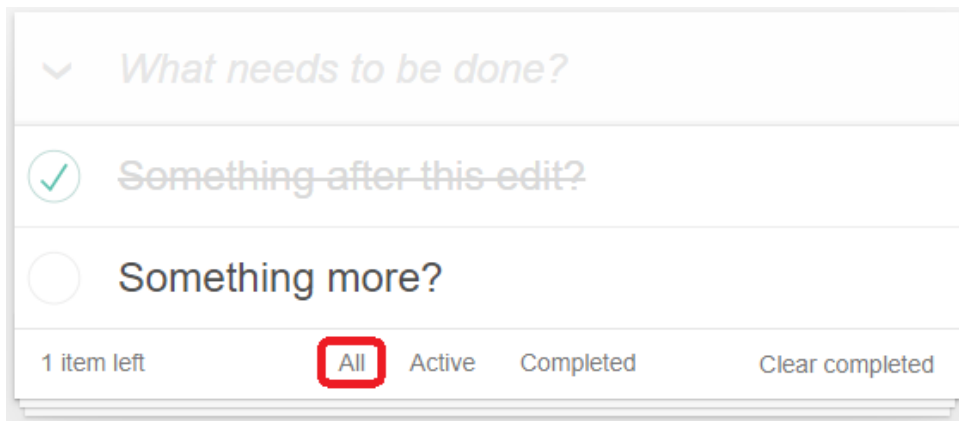 What needs to be done?
Something after this edit?
Something more?
1 item left All Active Completed Clear completed